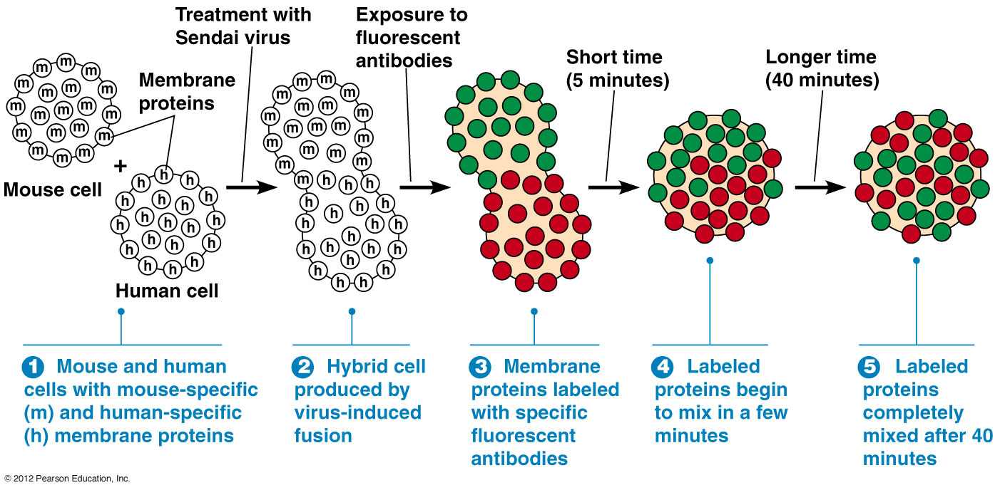 Treatment with
Sendai virus
Exposure to
fluorescent
antibodies
Short time
(5 minutes)
Longer time
(40 minutes)
Membrane
proteins
m m m
m m m m
m m m m m
m m m m
m m m
+
Mouse cell
h
h h
h h h h
h h h h h
h h h h
h h h
Human cell
m m m
m m m
m m m m m
m m m m
m m
m h h h
h h h h
h h h
h h h h
h h h
h h
1 Mouse and human
cells with mouse-specific
(m) and human-specific
(h) membrane proteins
2 Hybrid cell
produced by
virus-induced
fusion
3 Membrane
proteins labeled
with specific
fluorescent
antibodies
4 Labeled
proteins begin
to mix in a few
minutes
5 Labeled
proteins
completely
mixed after 40
minutes
© 2012 Pearson Education, Inc.